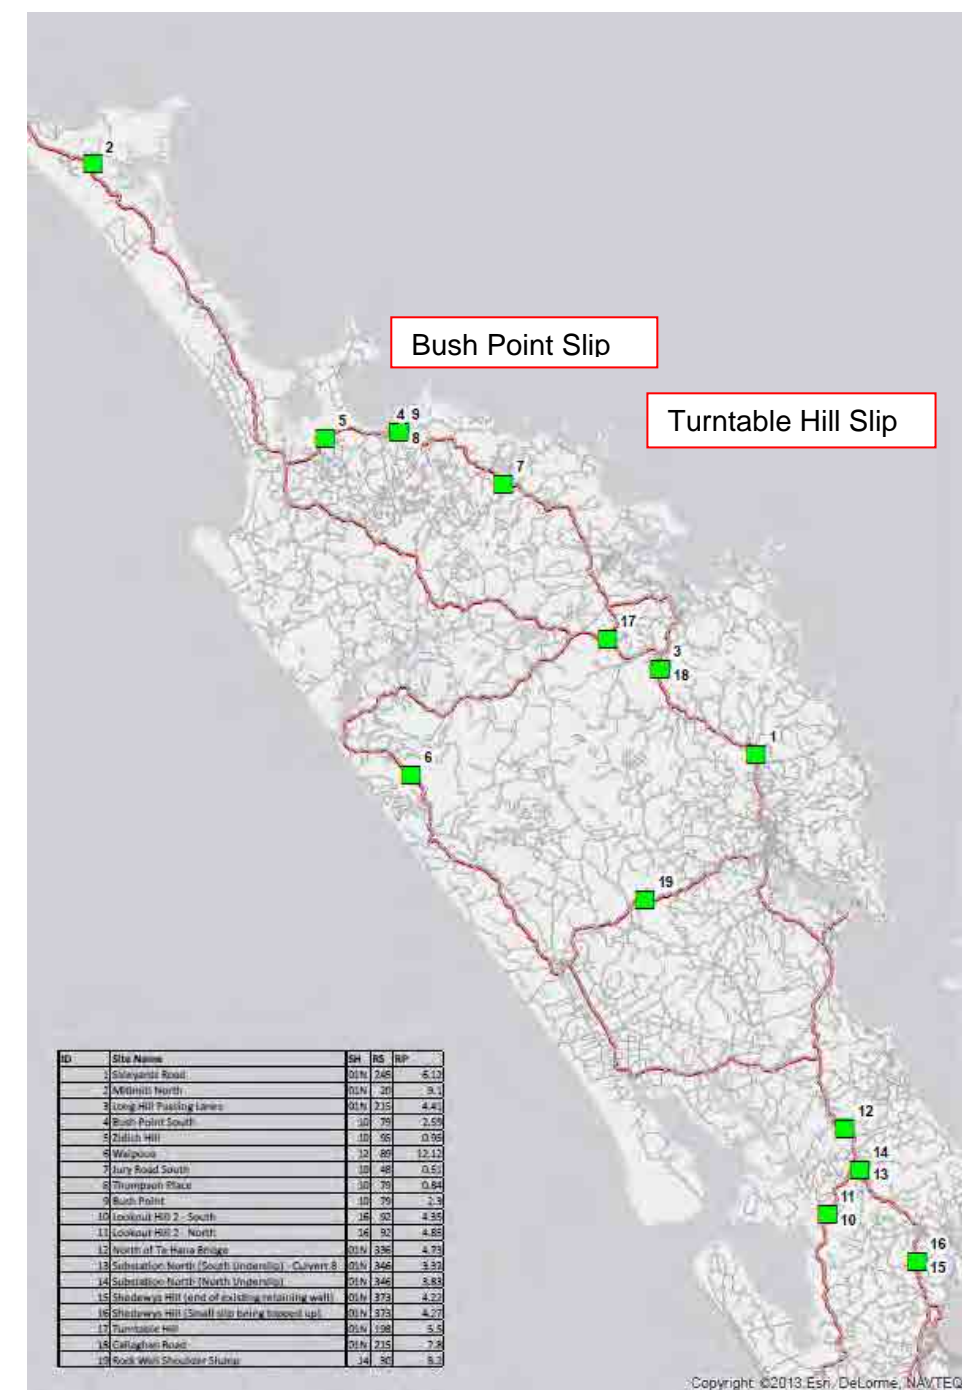 2
Bush Point Slip
Turntable Hill Slip
5
4 9
8
7
17
3
18
1
6
19
12
14
13
11
10
16
15
ID Site Name SH RS RP
1 Saleyards Road 01N 245 6.12
2 North 01N 20 9.1
3 Long Hill Passing Lanes 01N 215 4.41
4 Bush Point South 10 79 2.59
5 Zidich Hill 10 95 0.95
6 Waipoua 12 89 12.12
7 Jury Road South 10 48 0.51
8 Thompson Place 10 79 0.84
9 Bush Point 10 79 2.3
10 Lookout Hill 2 - South 16 92 4.35
11 Lookout Hill 2 - North 16 92 4.85
12 North of Te Hana Bridge 01N 336 4.73
13 Substation North (South Underslip) - Culvert 8 01N 346 3.32
14 Substation North (North Underslip) 01N 346 3.83
15 Shedewys Hill (end of existing retaining wall) 01N 373 4.22
16 Shedewys Hill (Small slip being topped up) 01N 373 4.27
17 Turntable Hill 01N 198 5.5
18 Callaghan Road 01N 215 7.8
19 Rock Wall Shoulder Slump 14 30 8.2
Copyright: ©2013 Esri, DeLorme, NAVTEQ